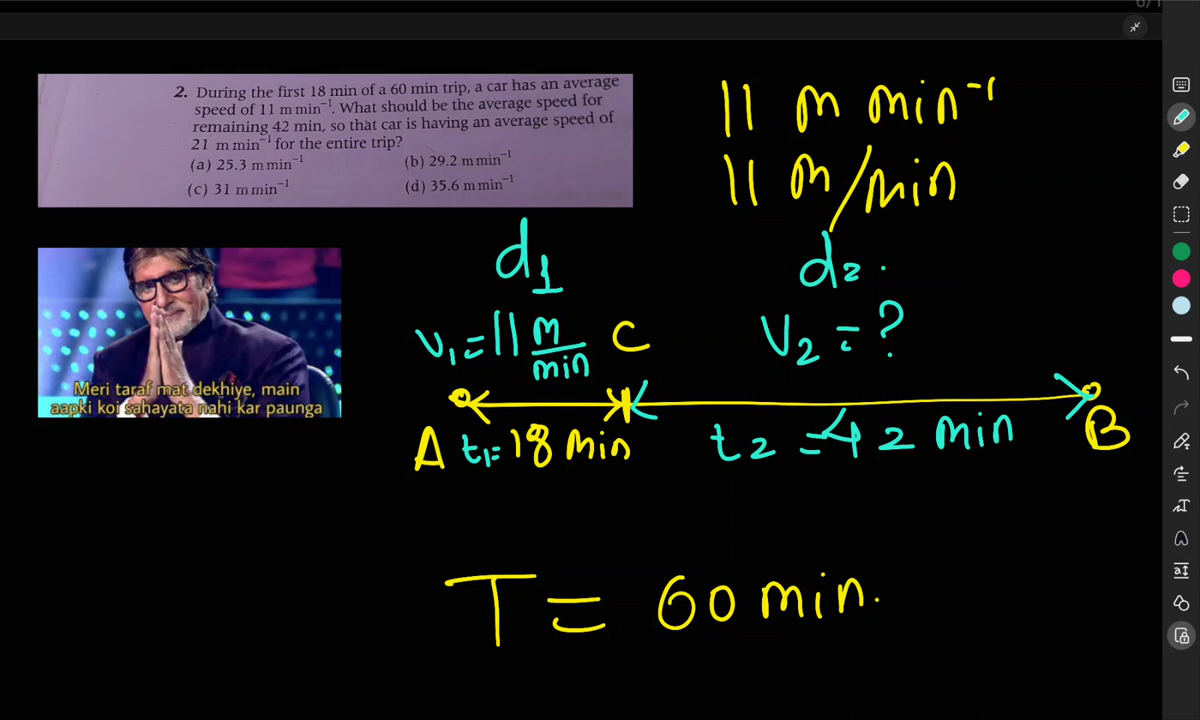 2. During the first 18 min of a 60 min trip, a car has an average
speed of 11 m min⁻¹. What should be the average speed for
remaining 42 min, so that car is having an average speed of
21 m min⁻¹ for the entire trip?
(a) 25.3 m min⁻¹ (b) 29.2 m min⁻¹
(c) 31 m min⁻¹ (d) 35.6 m min⁻¹
11 m min⁻¹
11 m/min
Meri taraf mat dekhiye, main
aapki koi sahayata nahi kar paunga
d₁ d₂.
v₁ = 11 m/min C v₂ = ?
A t₁ = 18 min t₂ = 42 min B
T = 60 min.